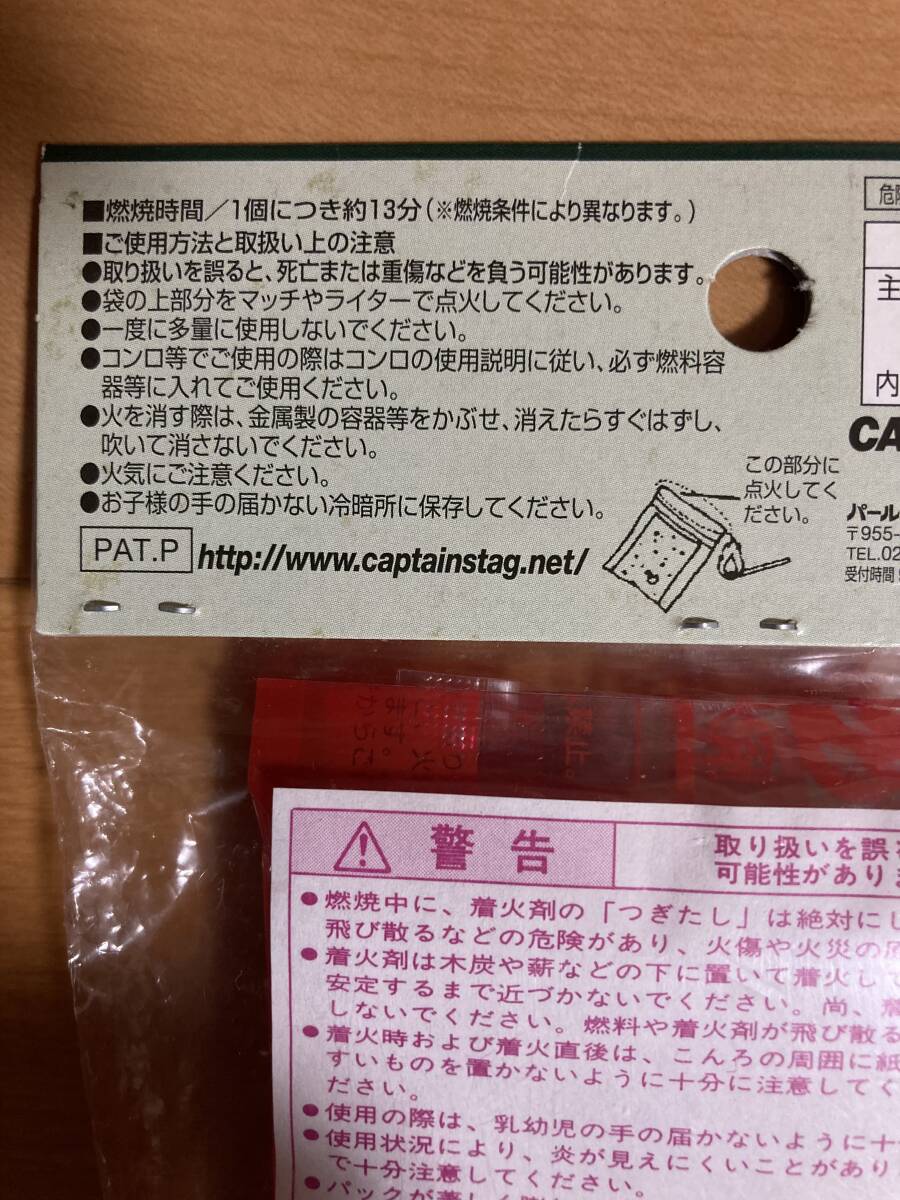 ■燃焼時間／1個につき約13分(※燃焼条件により異なります。)
■ご使用方法と取扱い上の注意
●取り扱いを誤ると、死亡または重傷などを負う可能性があります。
●袋の上部分をマッチやライターで点火してください。
●一度に多量に使用しないでください。
●コンロ等でご使用の際はコンロの使用説明に従い、必ず燃料容
器等に入れてご使用ください。
●火を消す際は、金属製の容器等をかぶせ、消えたらすぐはずし、
吹いて消さないでください。
●火気にご注意ください。
●お子様の手の届かない冷暗所に保存してください。
この部分に
点火してく
ださい。
PAT.P http://www.captainstag.net/
危
主
内
CA
パール
〒955-
TEL.02
受付時間
警告
取り扱いを誤
可能性があり
●燃焼中に、着火剤の「つぎたし」は絶対に
飛び散るなどの危険があり、火傷や火災の
●着火剤は木炭や薪などの下に置いて着火し
安定するまで近づかないでください。尚、
しないでください。燃料や着火剤が飛び散る
●着火時および着火直後は、こんろの周囲に紙
すいものを置かないように十分に注意してく
ださい。
●使用の際は、乳幼児の手の届かないように十
●使用状況により、炎が見えにくいことがあり
で十分注意してください。
●パックが著しく